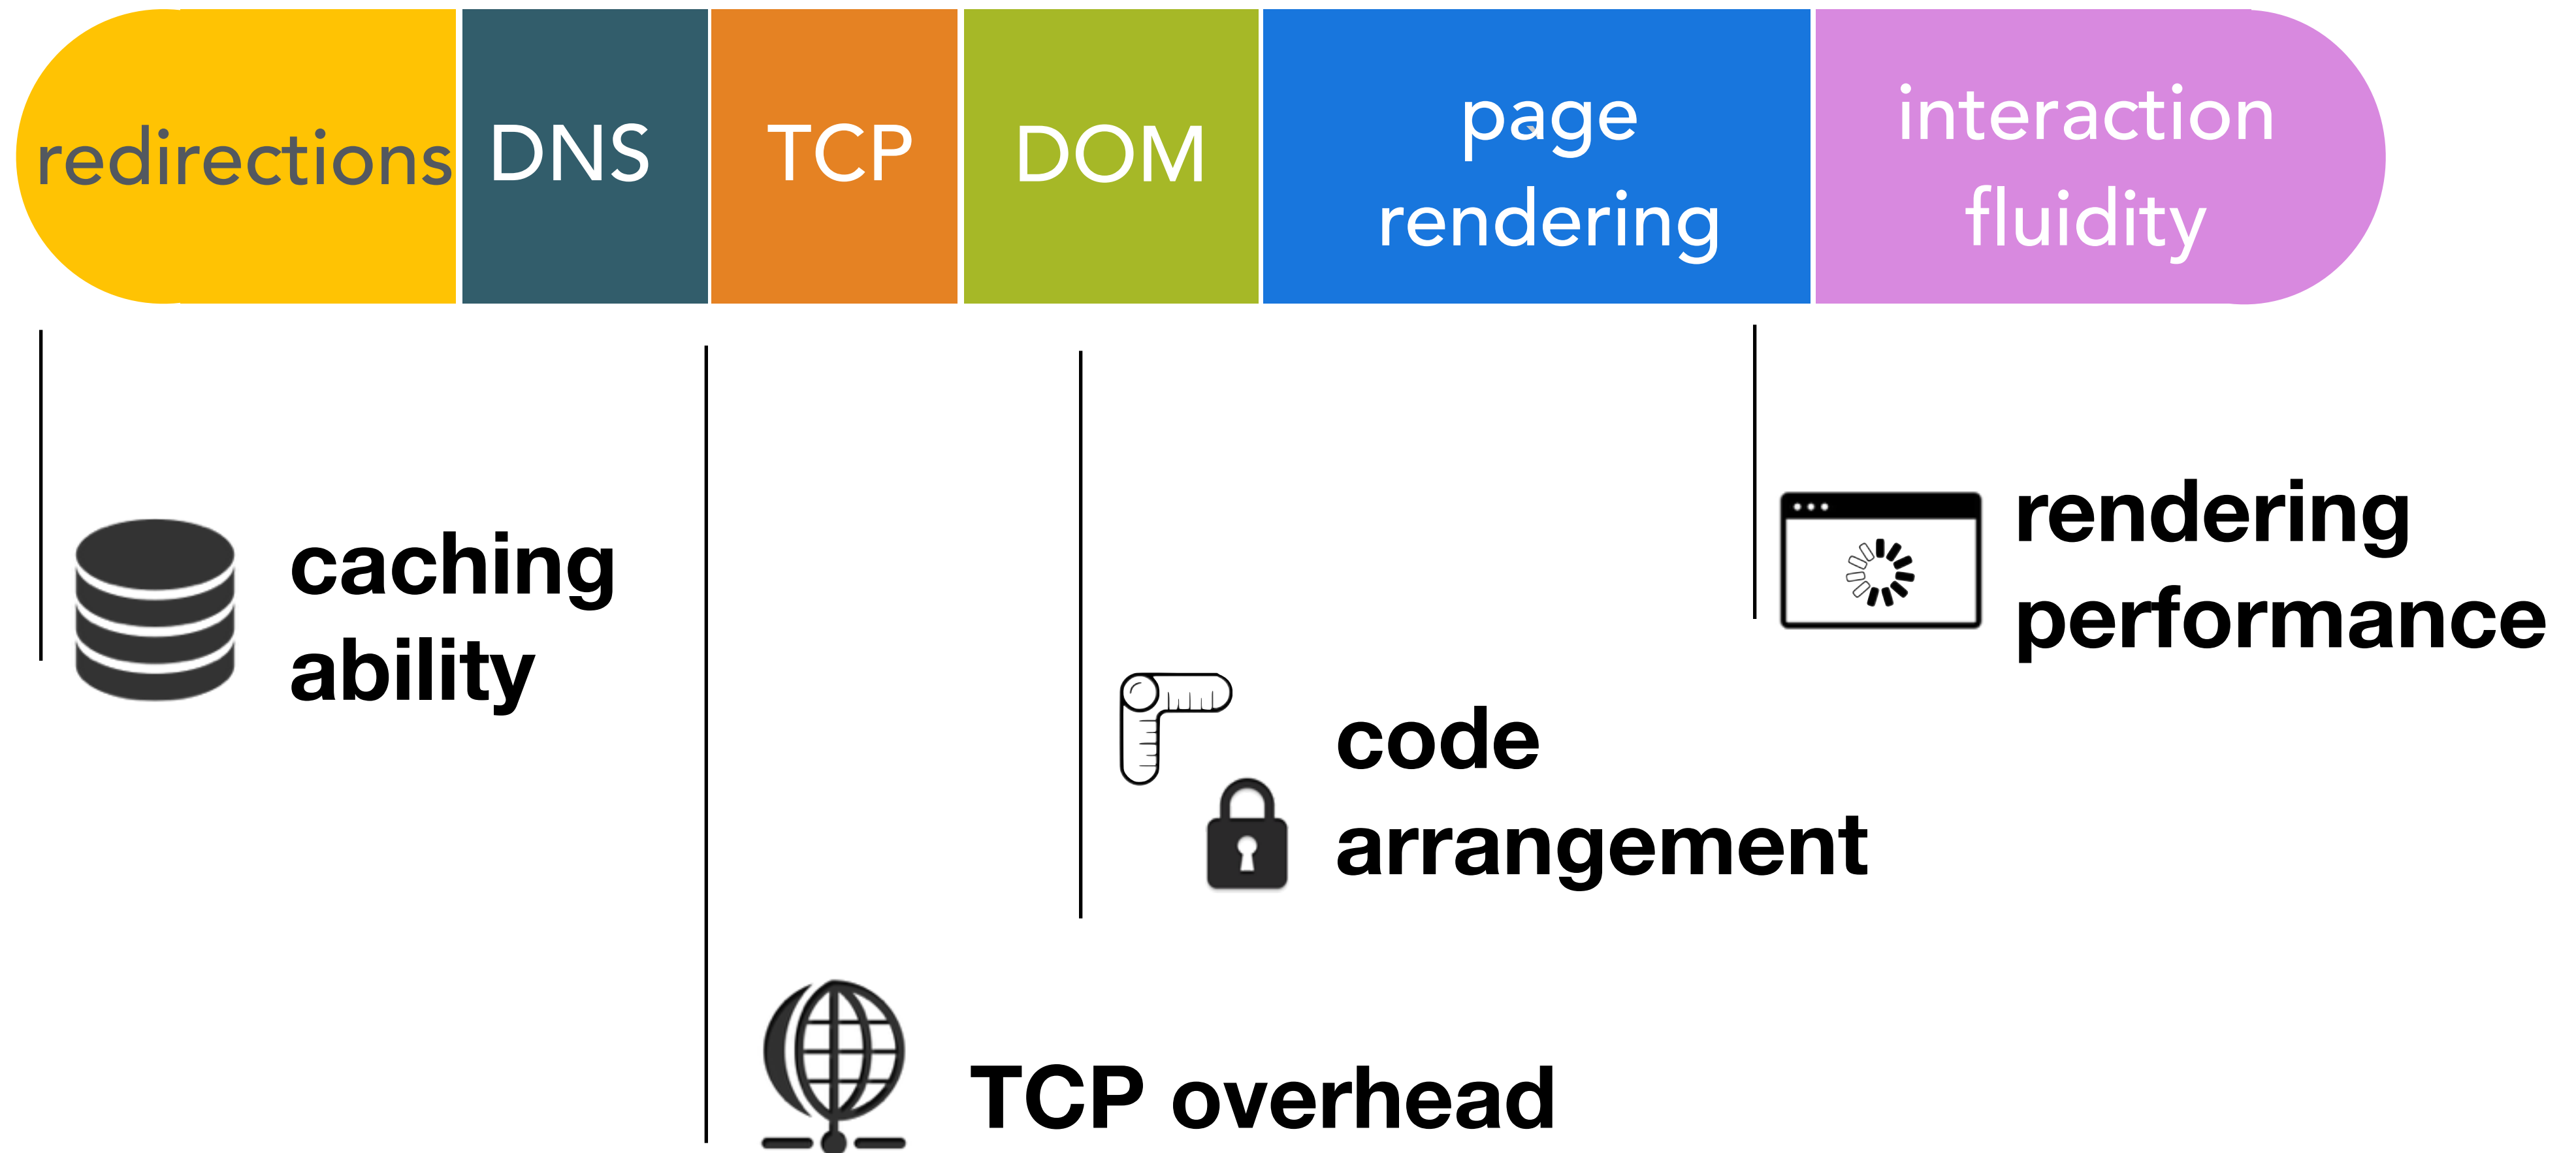 redirections
DNS
TCP
DOM
page
rendering
interaction
fluidity
caching
ability
rendering
performance
code
arrangement
TCP overhead